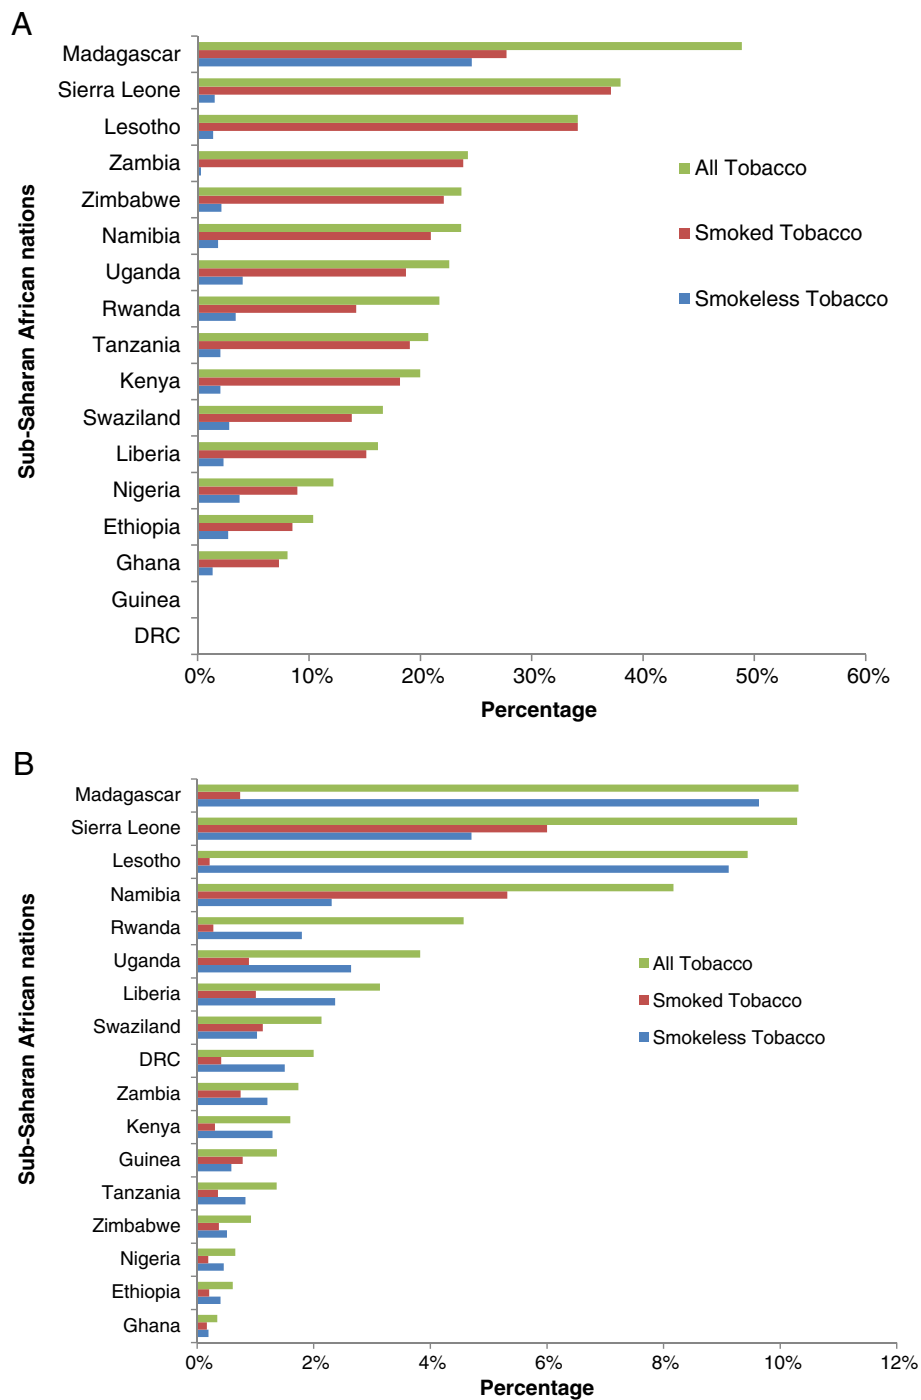 A
Madagascar
Sierra Leone
Lesotho
Zambia
Zimbabwe
Namibia
Uganda
Rwanda
Tanzania
Kenya
Swaziland
Liberia
Nigeria
Ethiopia
Ghana
Guinea
DRC
Sub-Saharan African nations
All Tobacco
Smoked Tobacco
Smokeless Tobacco
0% 10% 20% 30% 40% 50% 60%
Percentage
B
Madagascar
Sierra Leone
Lesotho
Namibia
Rwanda
Uganda
Liberia
Swaziland
DRC
Zambia
Kenya
Guinea
Tanzania
Zimbabwe
Nigeria
Ethiopia
Ghana
Sub-Saharan African nations
All Tobacco
Smoked Tobacco
Smokeless Tobacco
0% 2% 4% 6% 8% 10% 12%
Percentage